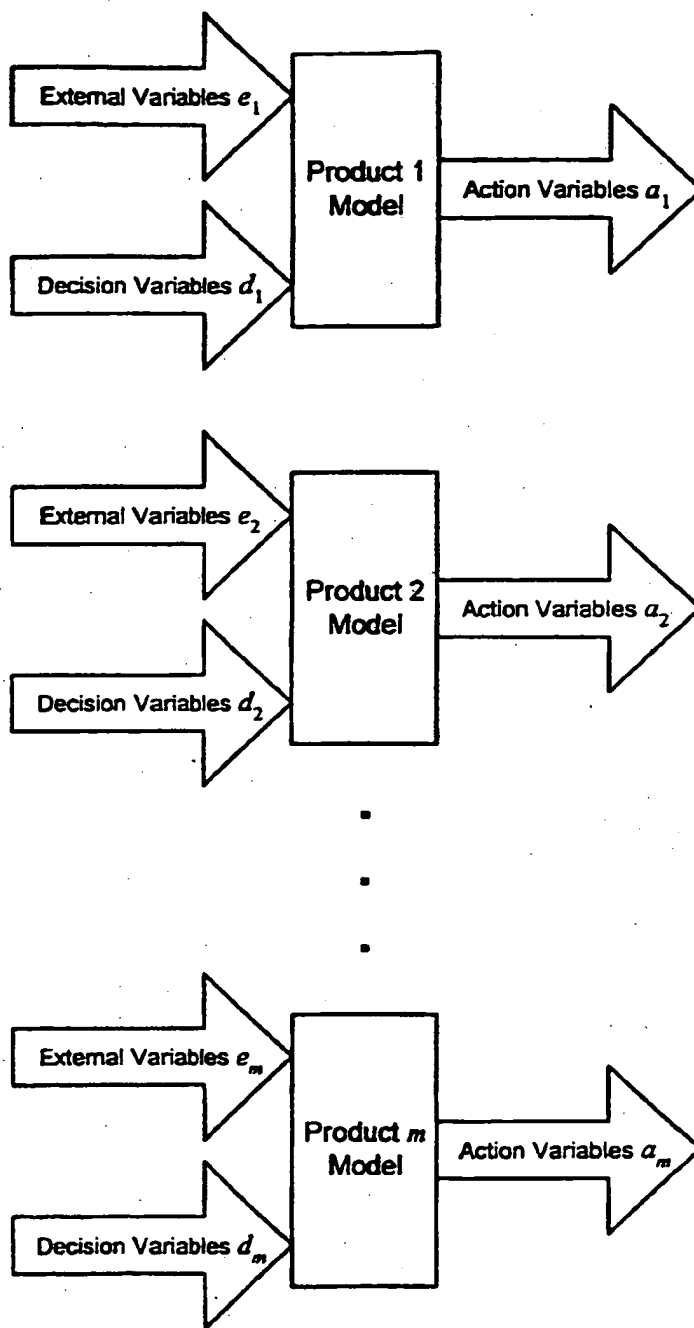 External Variables e₁
Product 1
Model
Action Variables a₁
Decision Variables d₁
External Variables e₂
Product 2
Model
Action Variables a₂
Decision Variables d₂
External Variables eₘ
Product m
Model
Action Variables aₘ
Decision Variables dₘ